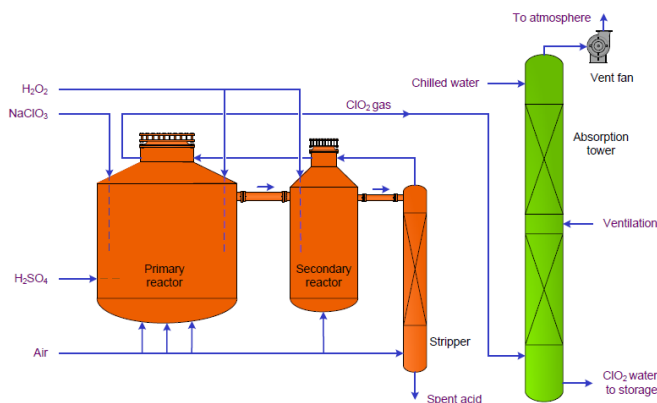 To atmosphere
Vent fan
H₂O₂
NaClO₃
ClO₂ gas
Chilled water
Absorption
tower
Ventilation
Primary
reactor
Secondary
reactor
H₂SO₄
Air
Stripper
Spent acid
ClO₂ water
to storage